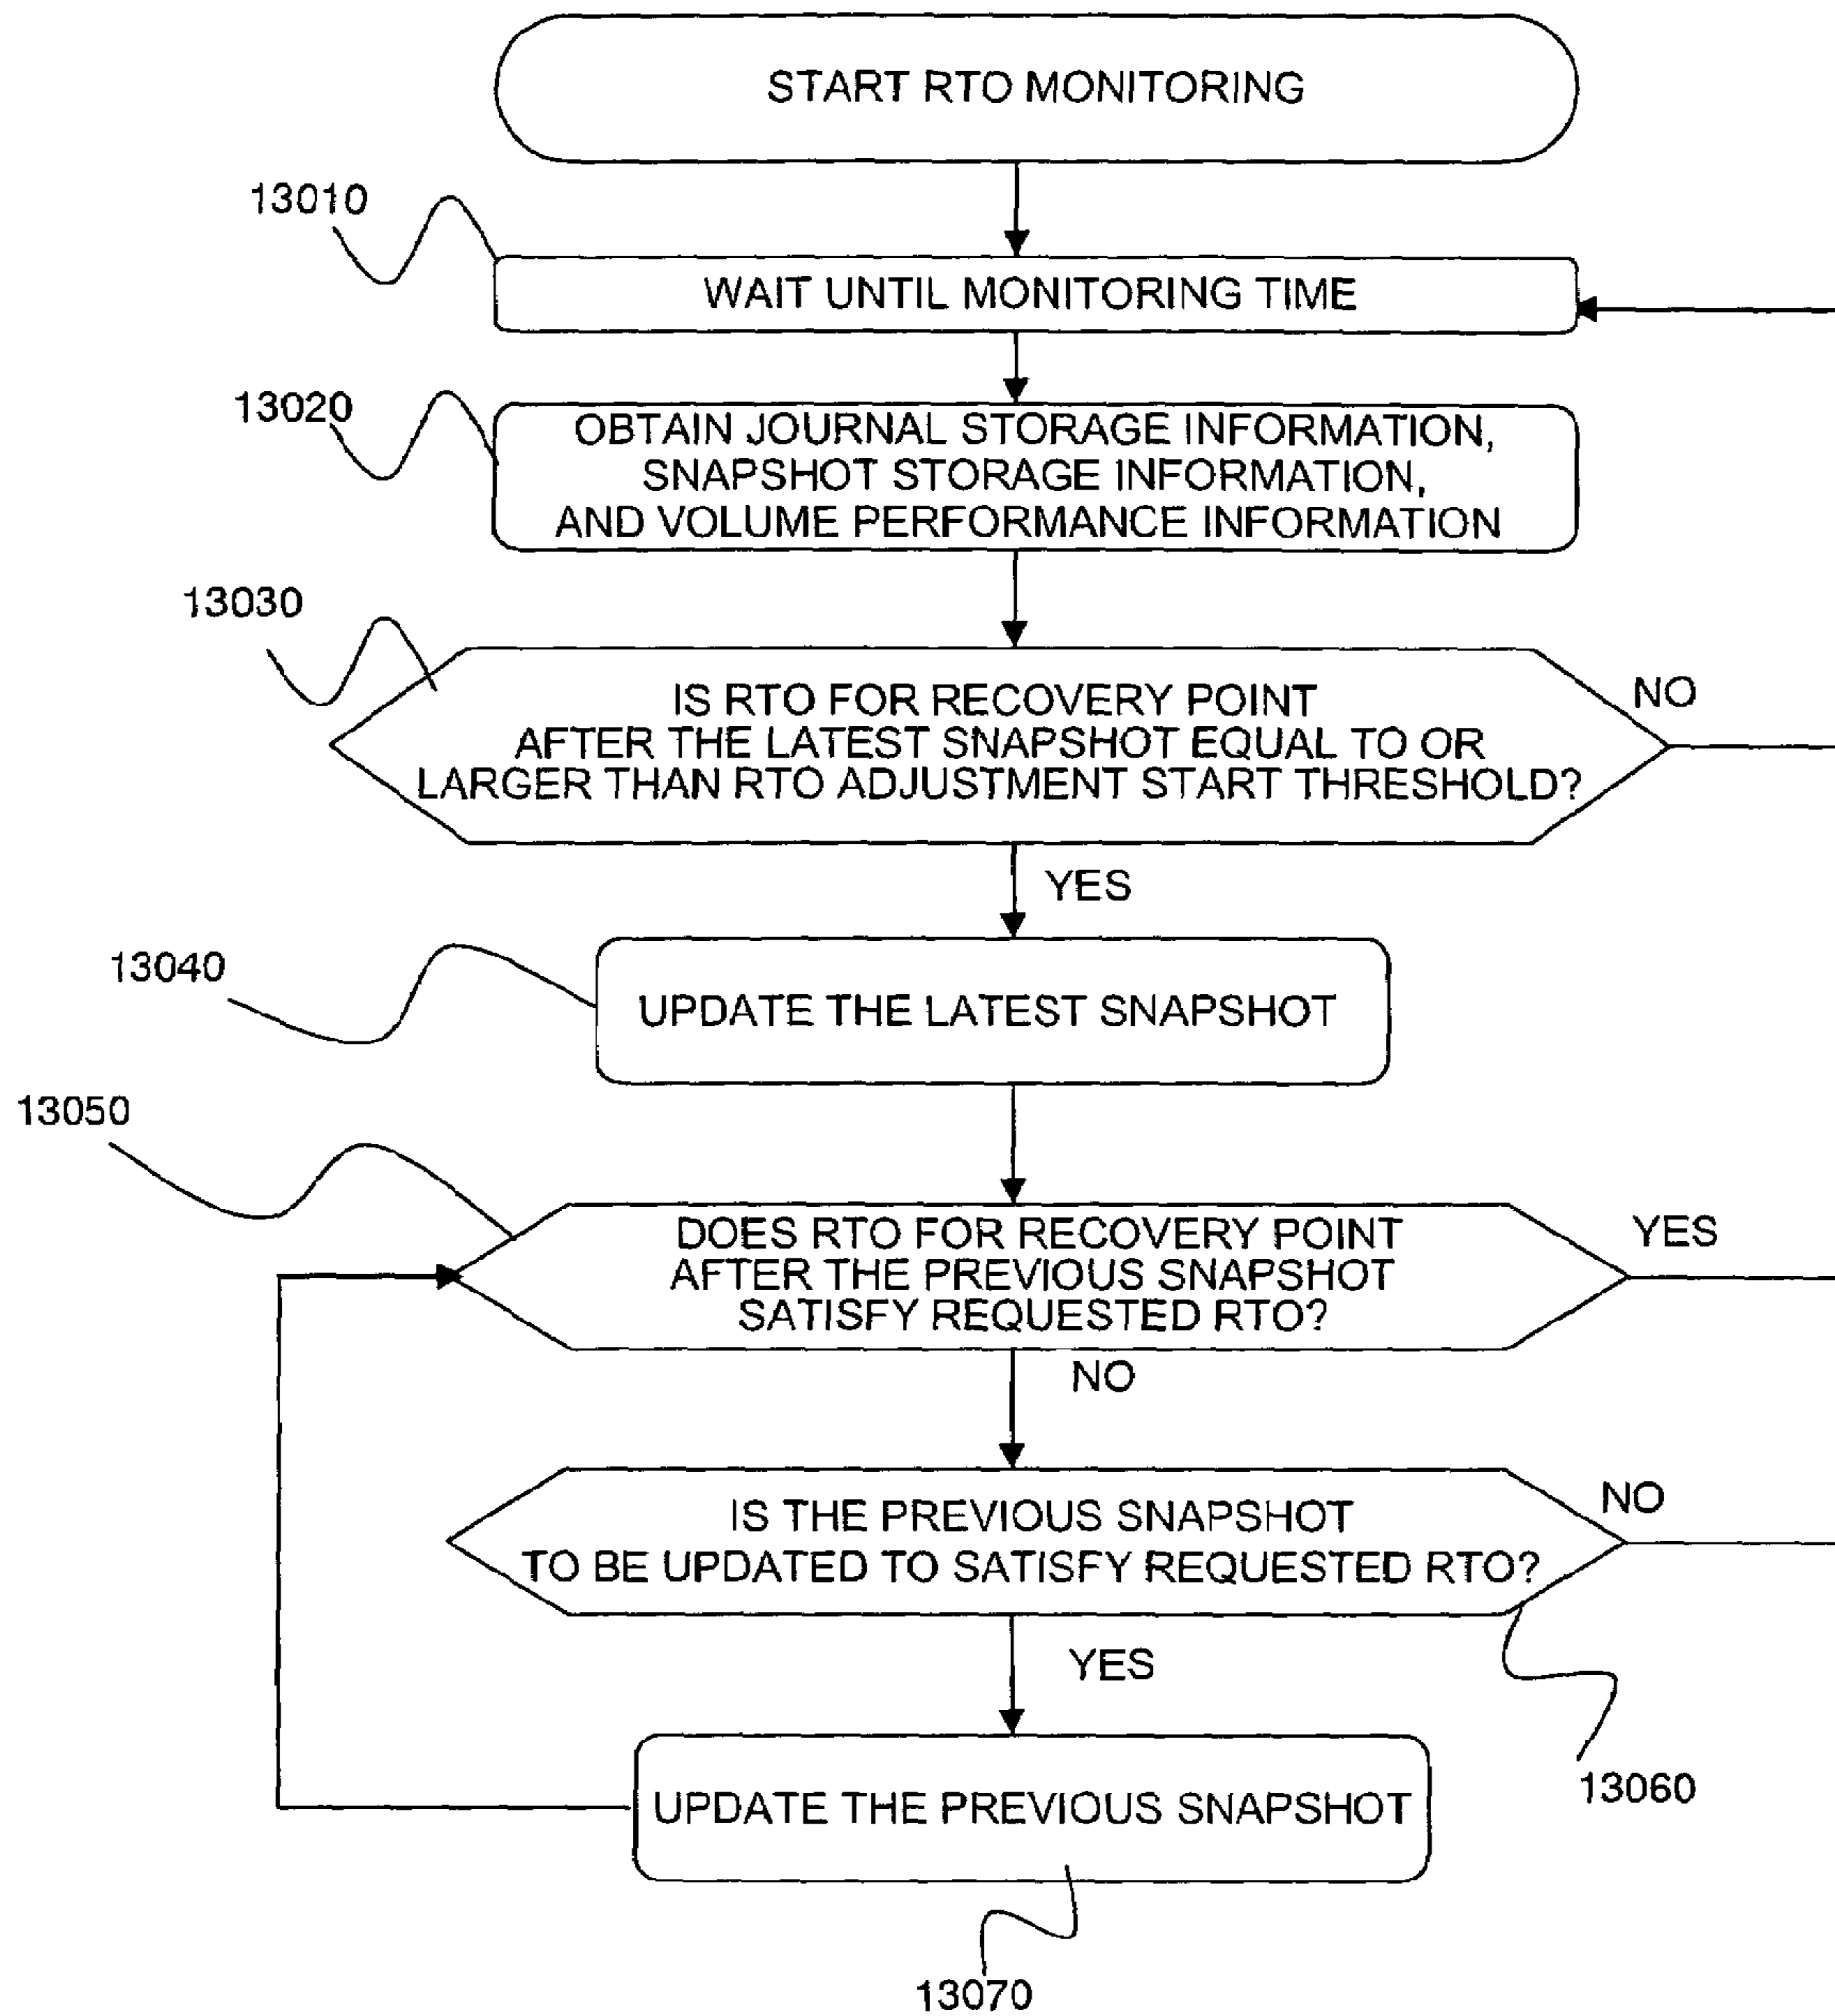 START RTO MONITORING
13010
WAIT UNTIL MONITORING TIME
13020
OBTAIN JOURNAL STORAGE INFORMATION,
SNAPSHOT STORAGE INFORMATION,
AND VOLUME PERFORMANCE INFORMATION
13030
IS RTO FOR RECOVERY POINT
AFTER THE LATEST SNAPSHOT EQUAL TO OR
LARGER THAN RTO ADJUSTMENT START THRESHOLD?
NO
YES
13040
UPDATE THE LATEST SNAPSHOT
13050
DOES RTO FOR RECOVERY POINT
AFTER THE PREVIOUS SNAPSHOT
SATISFY REQUESTED RTO?
YES
NO
IS THE PREVIOUS SNAPSHOT
TO BE UPDATED TO SATISFY REQUESTED RTO?
NO
YES
13060
UPDATE THE PREVIOUS SNAPSHOT
13070